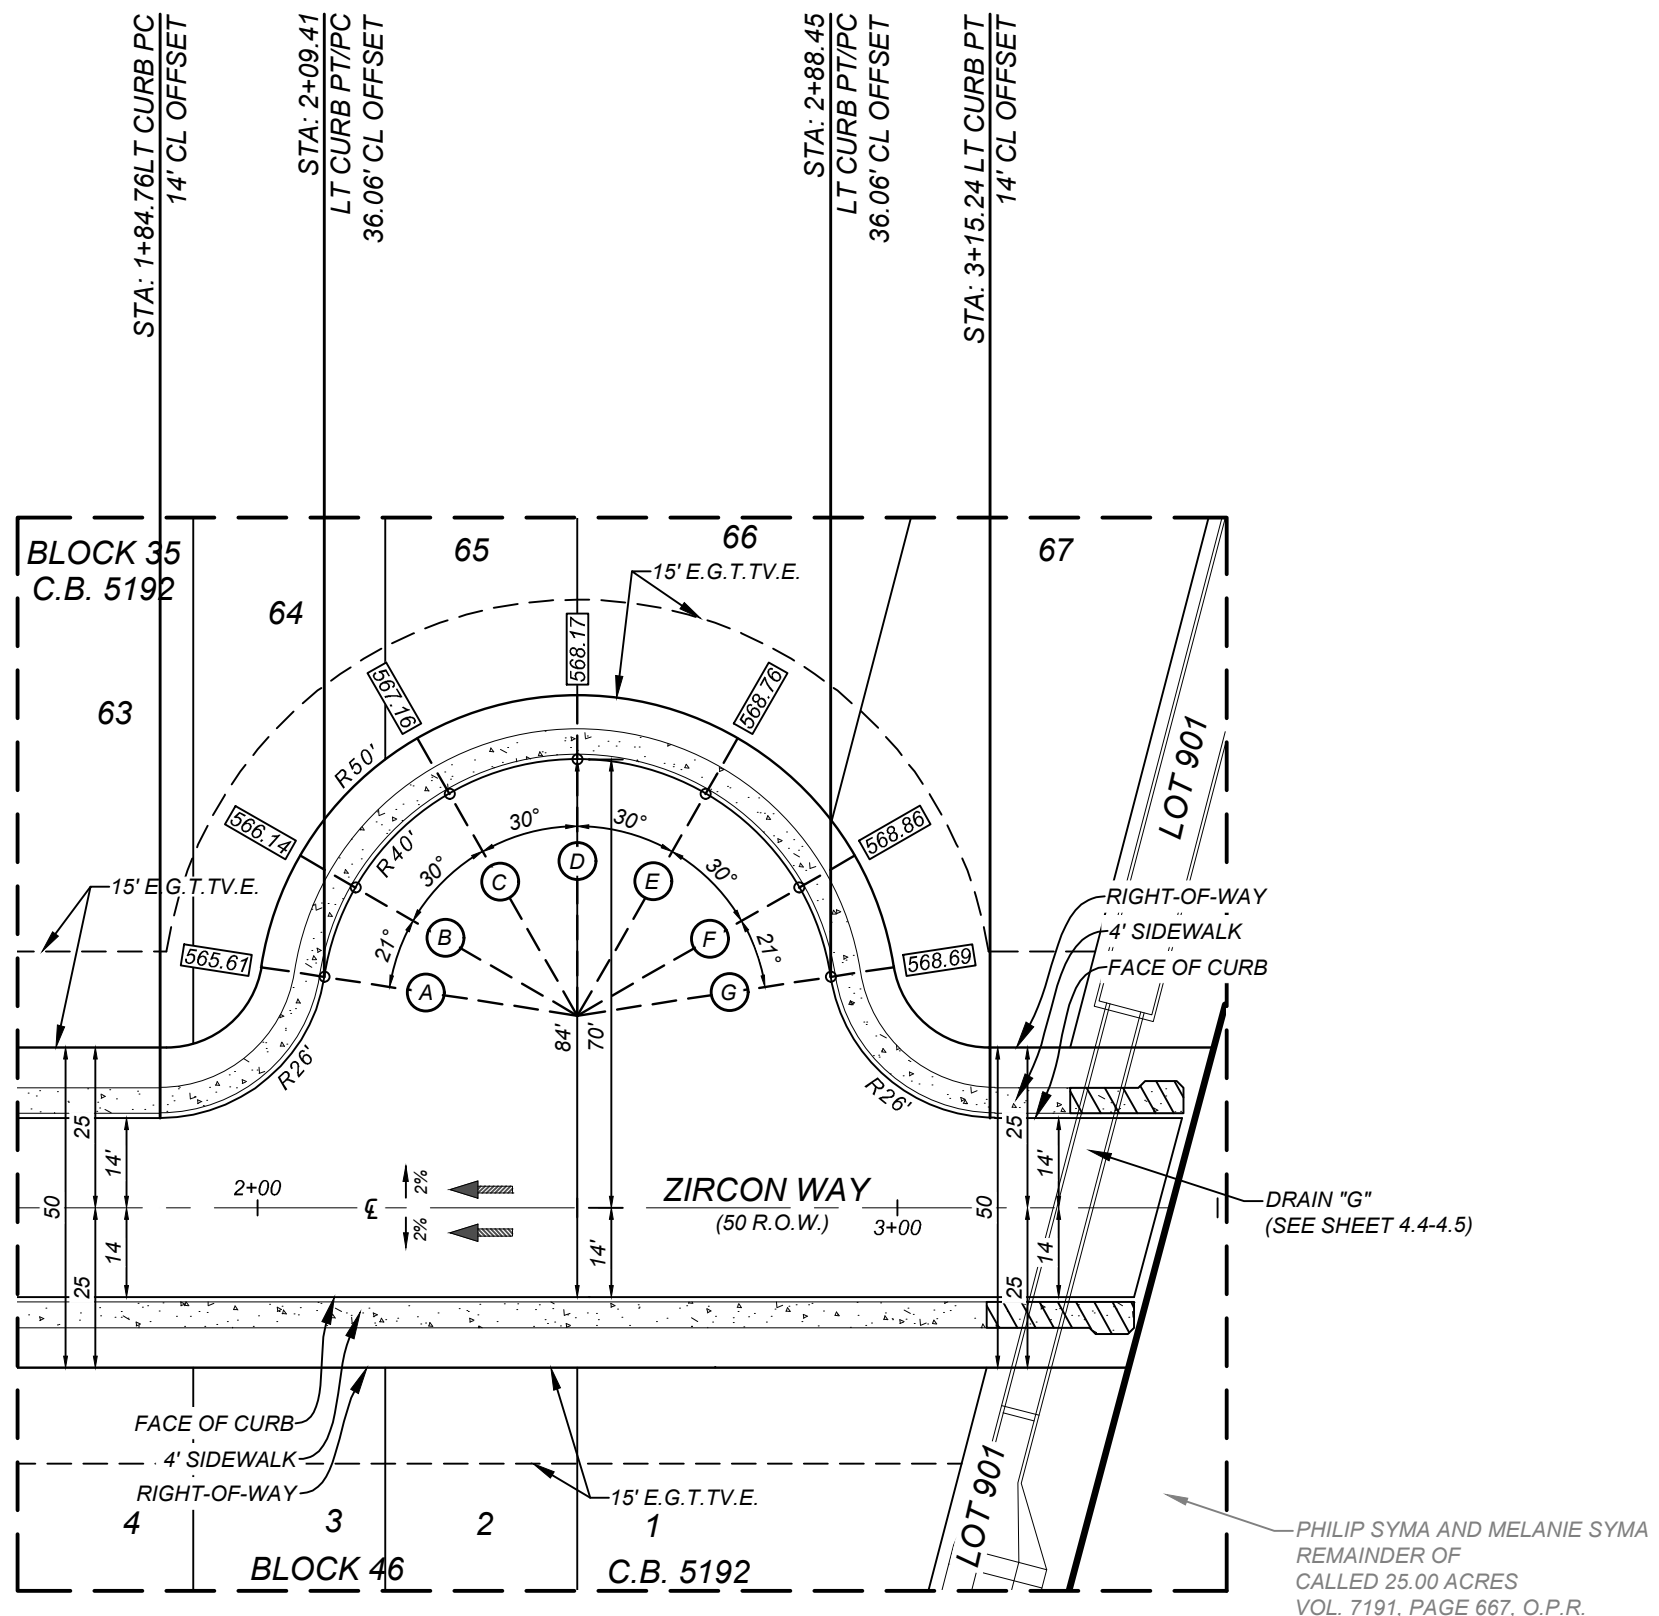 STA: 1+84.76LT CURB PC
14' CL OFFSET
STA: 2+09.41
LT CURB PT/PC
36.06' CL OFFSET
STA: 2+88.45
LT CURB PT/PC
36.06' CL OFFSET
STA: 3+15.24 LT CURB PT
14' CL OFFSET
BLOCK 35
C.B. 5192
63
64
65
66
67
15' E.G.T.TV.E.
565.61
566.14
567.16
568.17
568.76
568.86
568.69
R50'
R40'
21°
30°
30°
30°
30°
21°
A
B
C
D
E
F
G
15' E.G.T.TV.E.
RIGHT-OF-WAY
4' SIDEWALK
FACE OF CURB
LOT 901
84'
70'
R26'
R26'
50
25
14'
25
14
2+00
℄
2%
2%
ZIRCON WAY
(50 R.O.W.)
3+00
14'
50
25
14'
25
14
DRAIN "G"
(SEE SHEET 4.4-4.5)
FACE OF CURB
4' SIDEWALK
RIGHT-OF-WAY
15' E.G.T.TV.E.
4
3
2
1
BLOCK 46
C.B. 5192
LOT 901
PHILIP SYMA AND MELANIE SYMA
REMAINDER OF
CALLED 25.00 ACRES
VOL. 7191, PAGE 667, O.P.R.